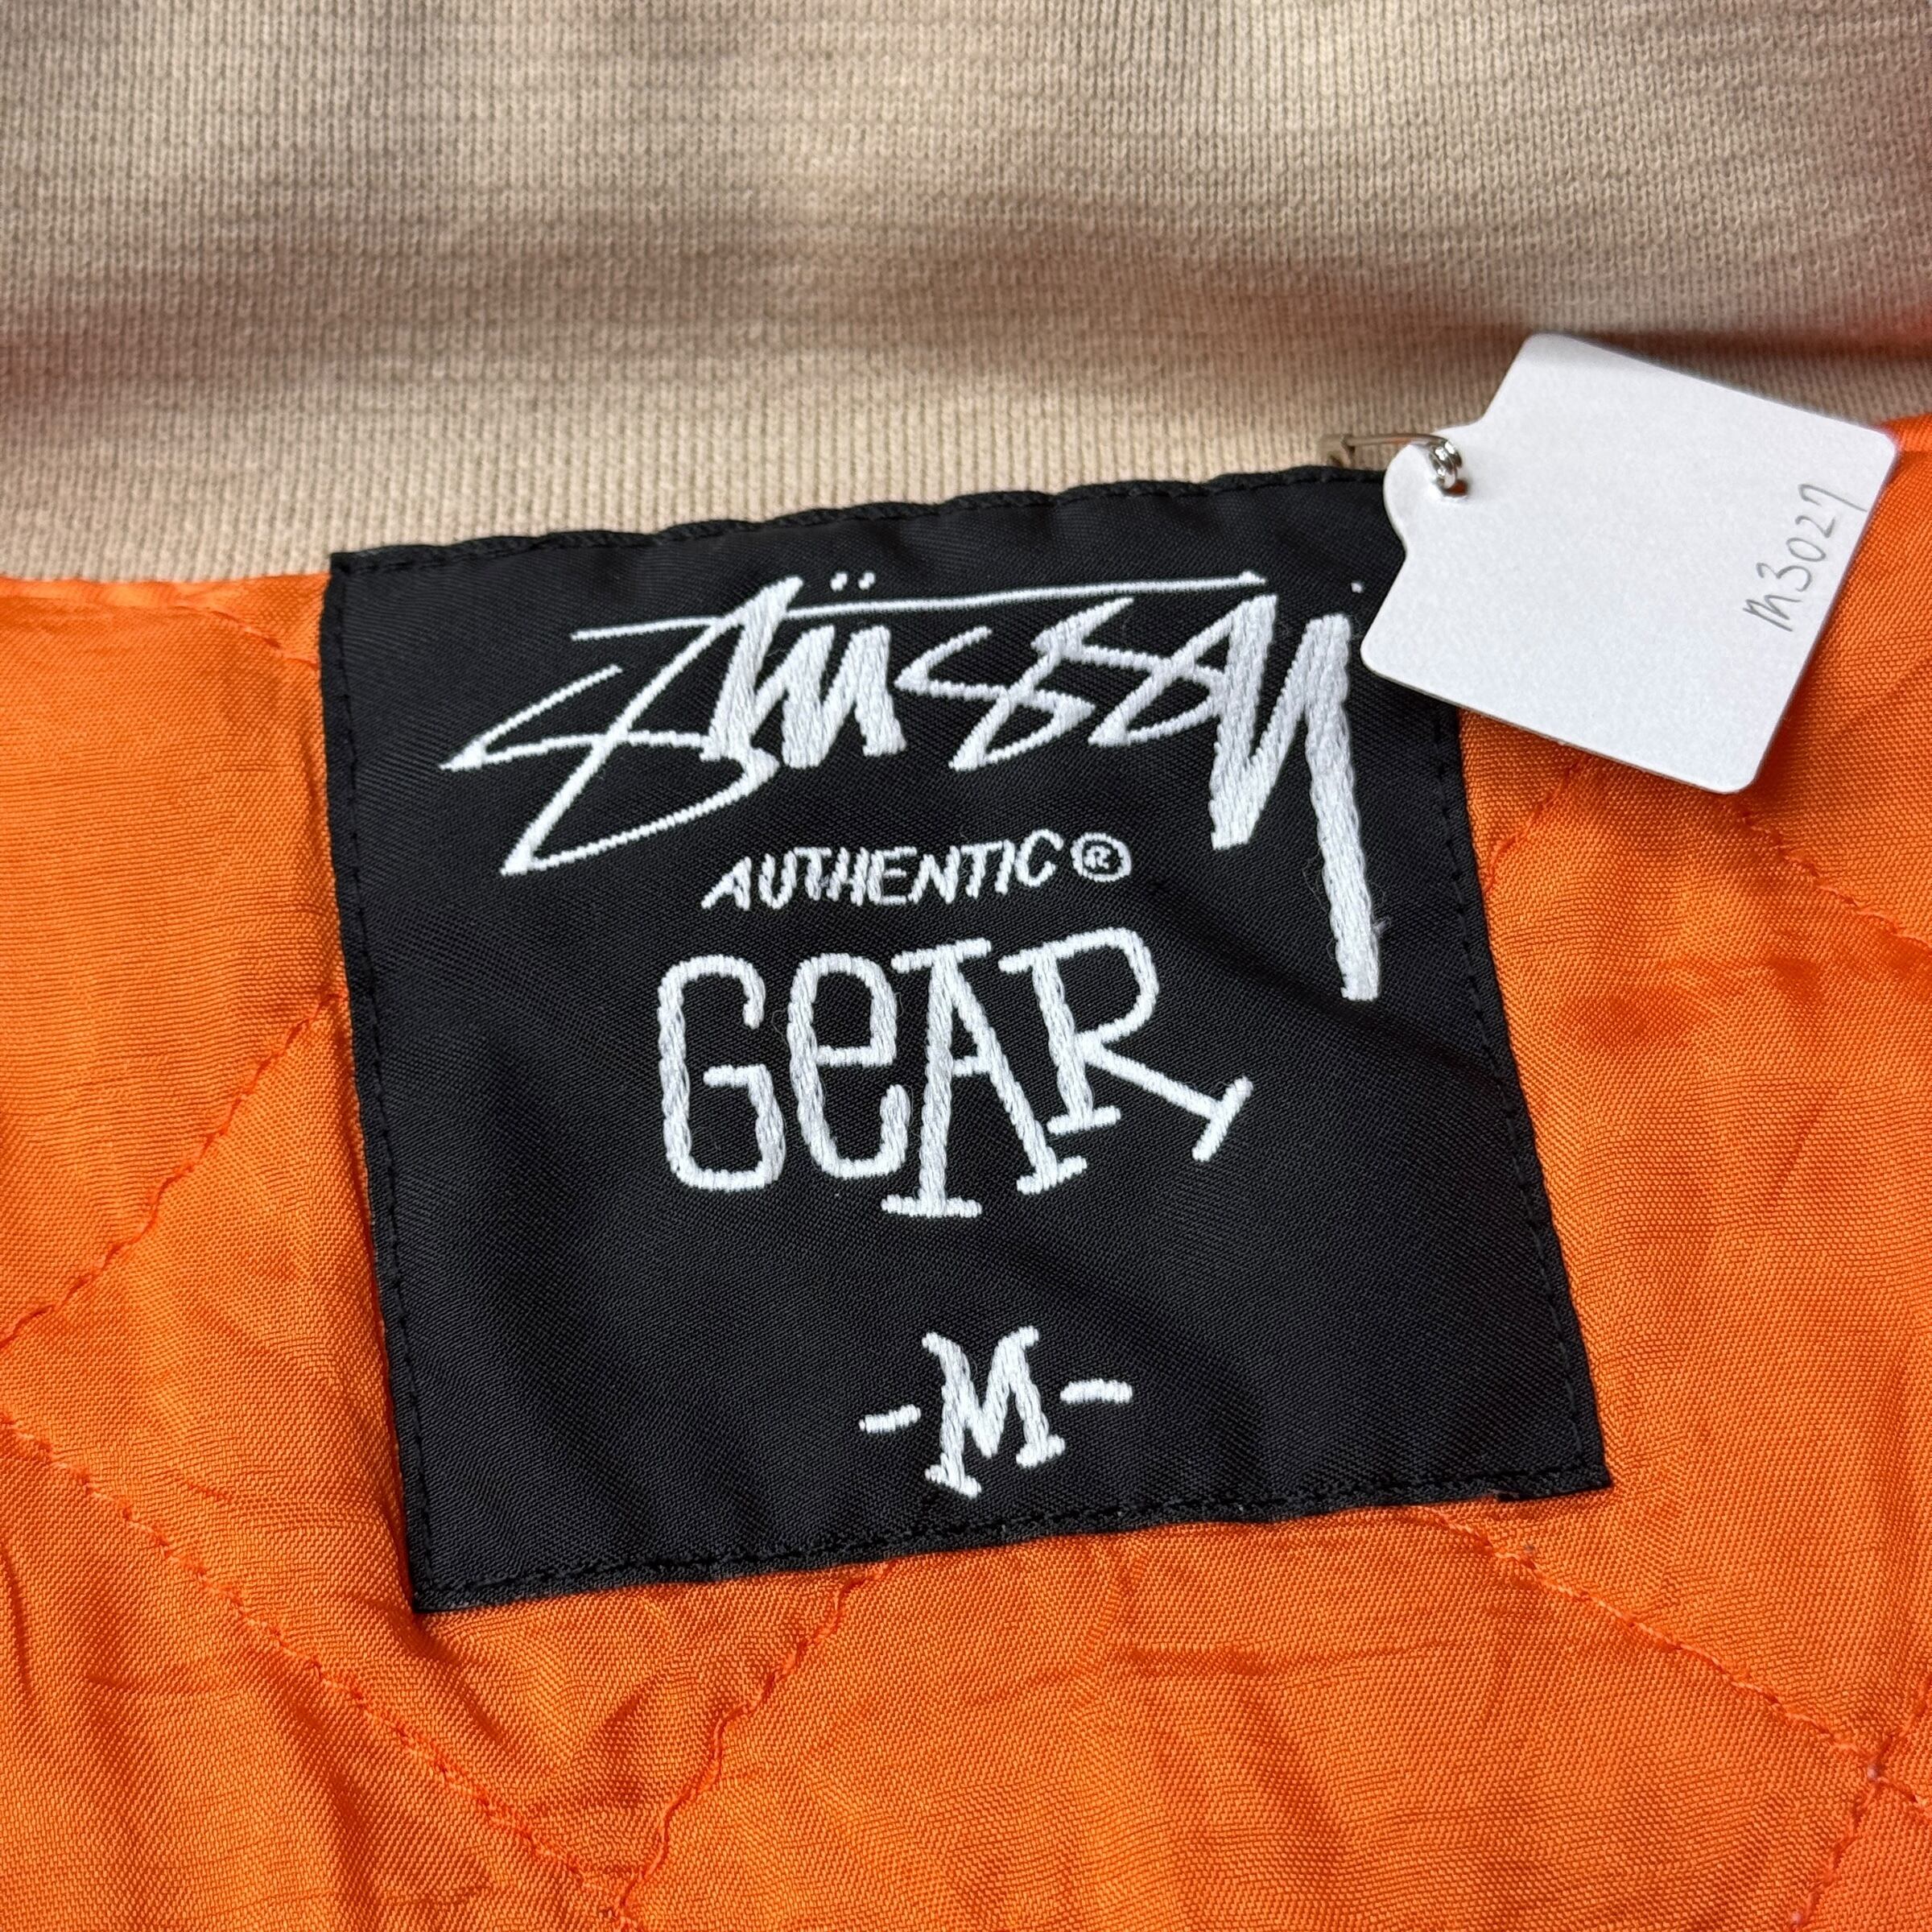 Stüssy
AUTHENTIC®
GeAR
-M-
m3027